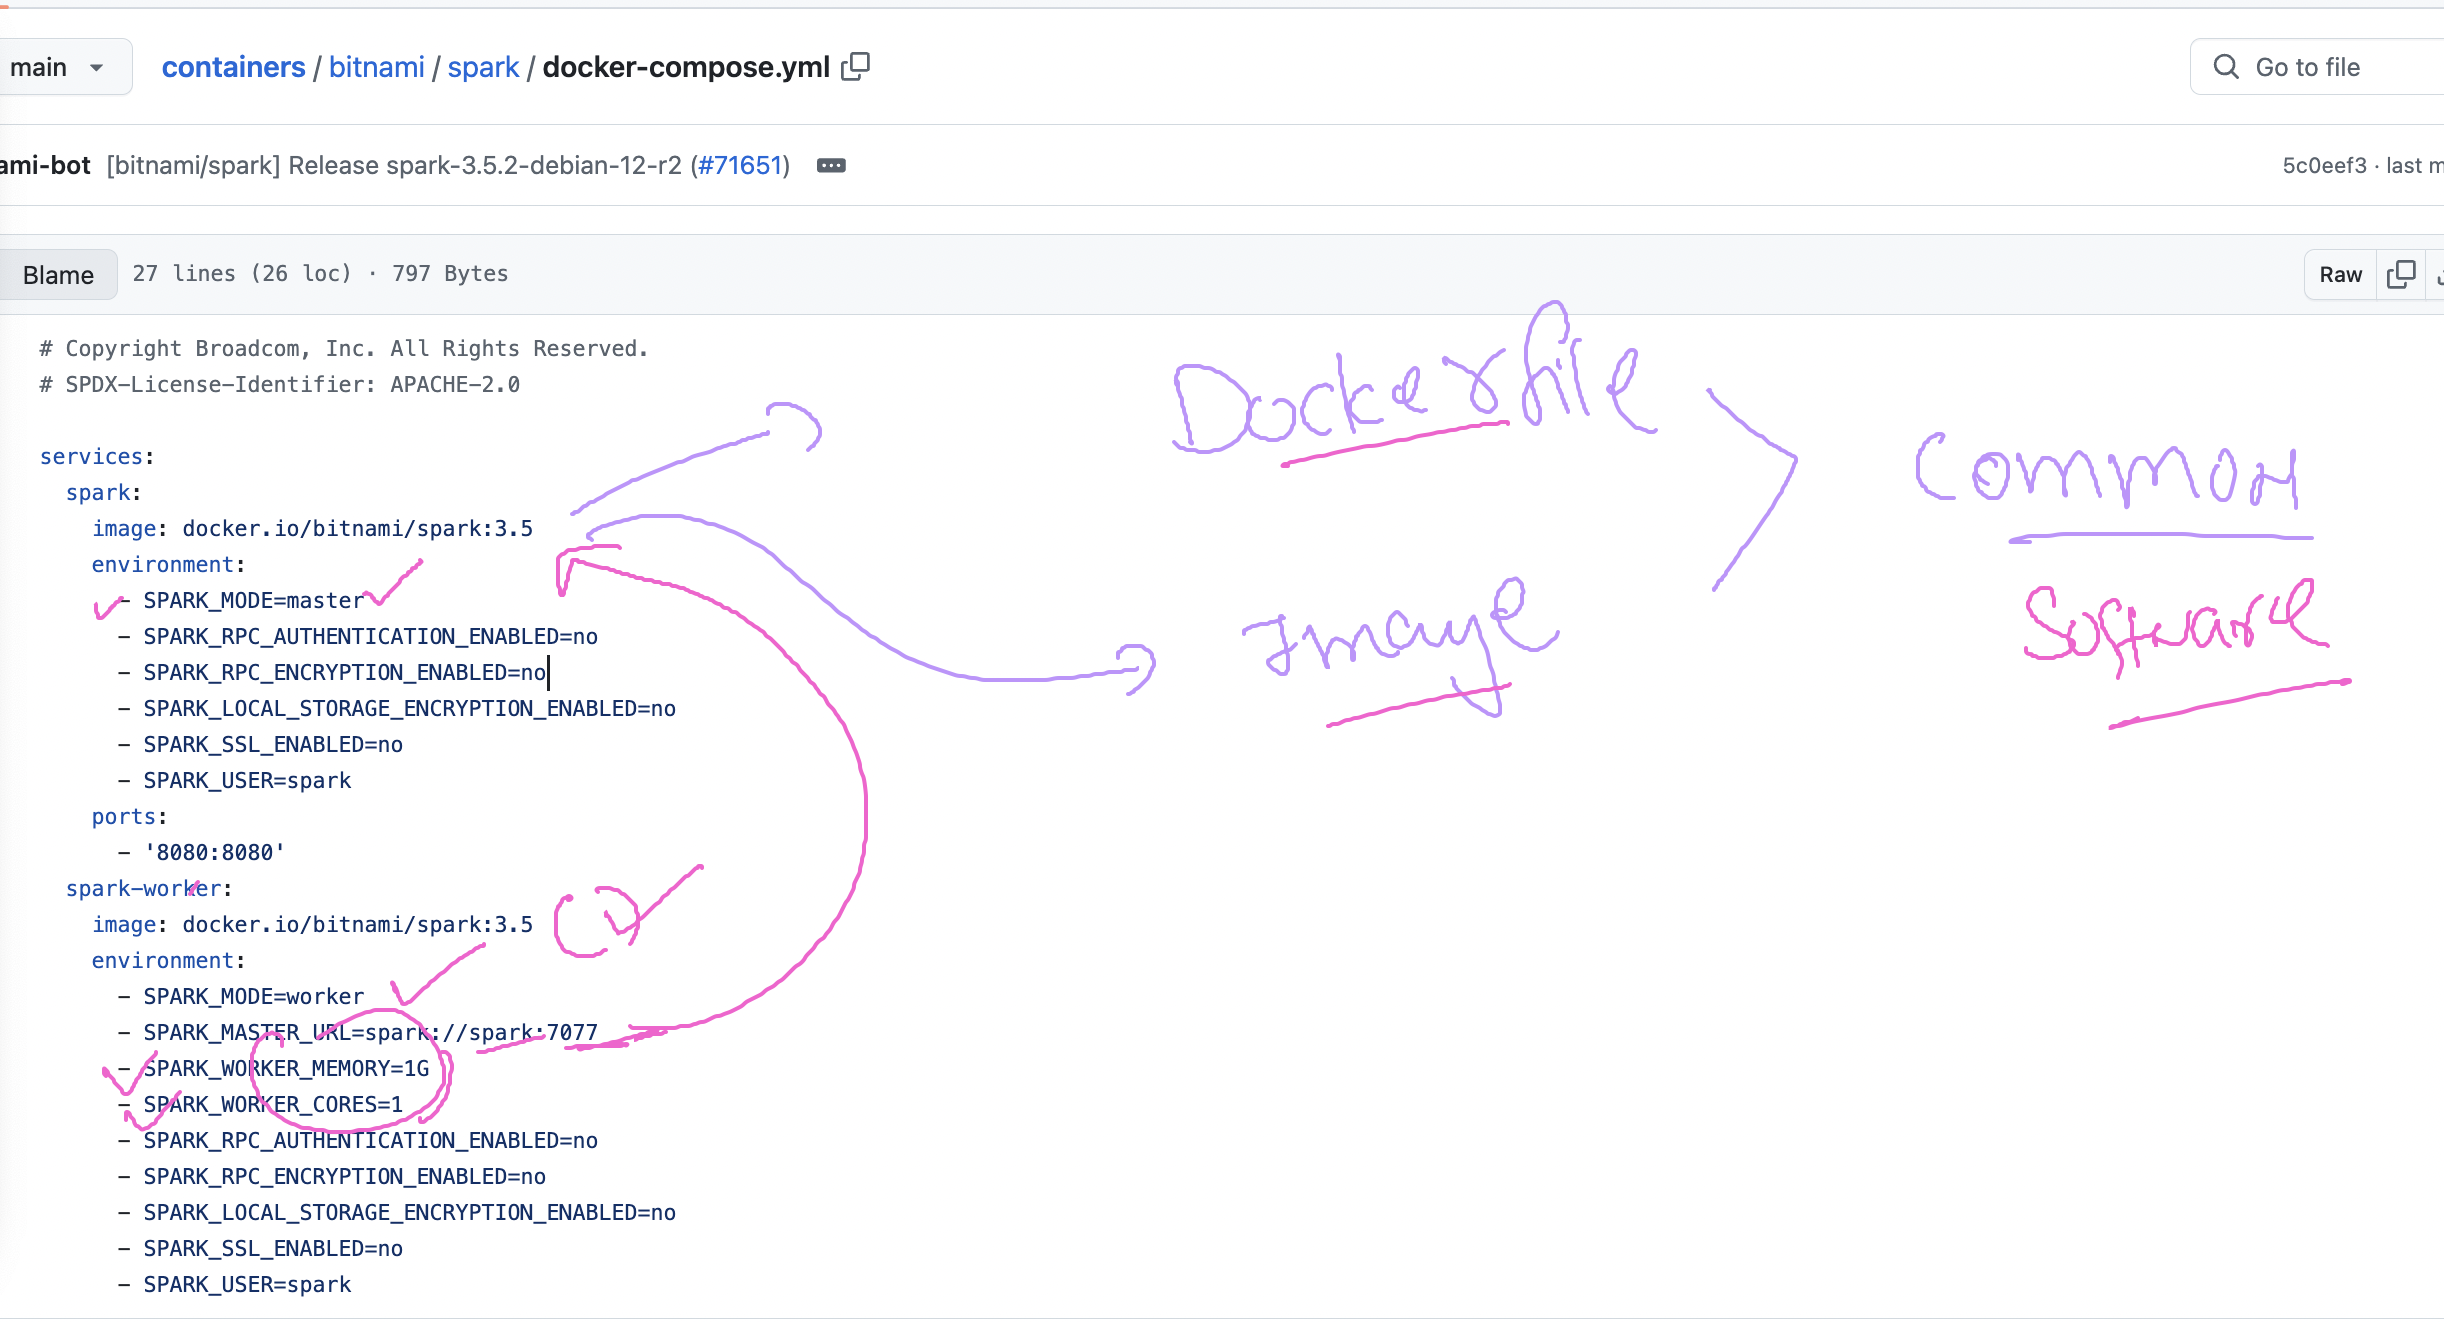 main
containers / bitnami / spark / docker-compose.yml
Go to file
ami-bot [bitnami/spark] Release spark-3.5.2-debian-12-r2 (#71651)
5c0eef3 · last m
Blame
27 lines (26 loc) · 797 Bytes
Raw
# Copyright Broadcom, Inc. All Rights Reserved.
# SPDX-License-Identifier: APACHE-2.0
services:
spark:
image: docker.io/bitnami/spark:3.5
environment:
- SPARK_MODE=master
- SPARK_RPC_AUTHENTICATION_ENABLED=no
- SPARK_RPC_ENCRYPTION_ENABLED=no
- SPARK_LOCAL_STORAGE_ENCRYPTION_ENABLED=no
- SPARK_SSL_ENABLED=no
- SPARK_USER=spark
ports:
- '8080:8080'
spark-worker:
image: docker.io/bitnami/spark:3.5
environment:
- SPARK_MODE=worker
- SPARK_MASTER_URL=spark://spark:7077
- SPARK_WORKER_MEMORY=1G
- SPARK_WORKER_CORES=1
- SPARK_RPC_AUTHENTICATION_ENABLED=no
- SPARK_RPC_ENCRYPTION_ENABLED=no
- SPARK_LOCAL_STORAGE_ENCRYPTION_ENABLED=no
- SPARK_SSL_ENABLED=no
- SPARK_USER=spark
Dockerfile
Image
Common
Software